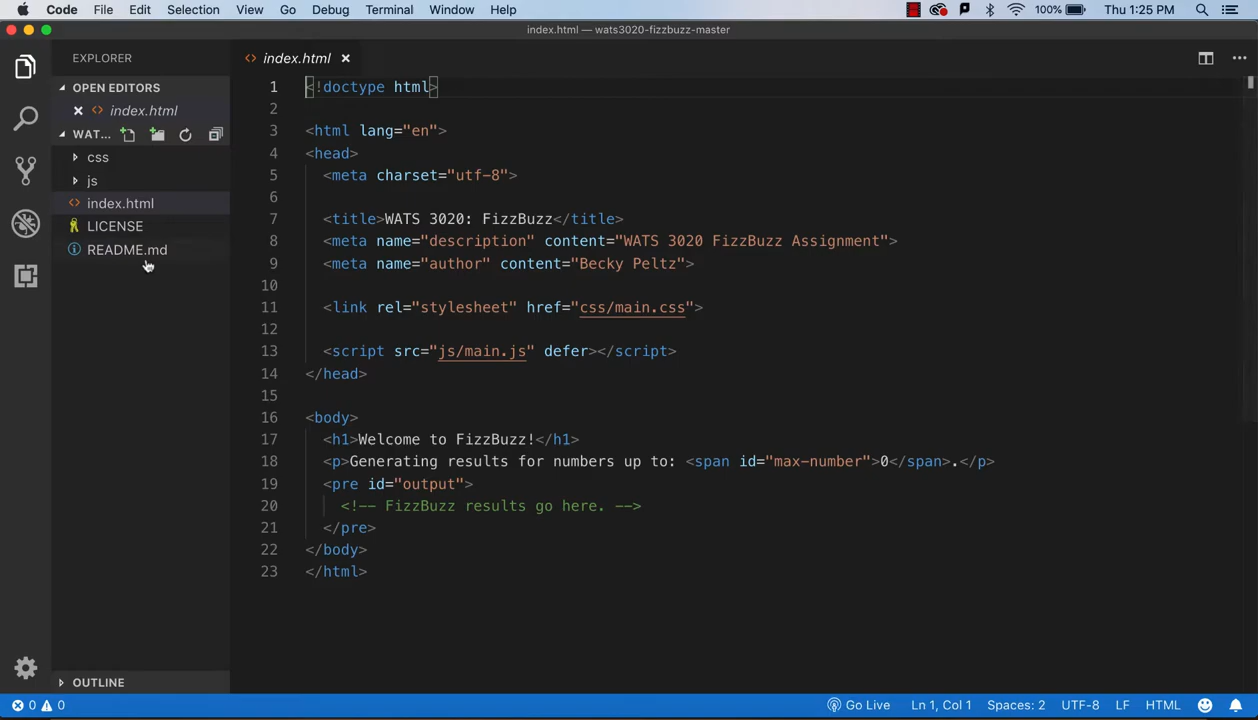 Code File Edit Selection View Go Debug Terminal Window Help 100% Thu 1:25 PM
index.html — wats3020-fizzbuzz-master
EXPLORER
index.html
OPEN EDITORS
index.html
WAT...
css
js
index.html
LICENSE
README.md
OUTLINE
1 <!doctype html>
2
3 <html lang="en">
4 <head>
5 <meta charset="utf-8">
6
7 <title>WATS 3020: FizzBuzz</title>
8 <meta name="description" content="WATS 3020 FizzBuzz Assignment">
9 <meta name="author" content="Becky Peltz">
10
11 <link rel="stylesheet" href="css/main.css">
12
13 <script src="js/main.js" defer></script>
14 </head>
15
16 <body>
17 <h1>Welcome to FizzBuzz!</h1>
18 <p>Generating results for numbers up to: <span id="max-number">0</span>.</p>
19 <pre id="output">
20 <!-- FizzBuzz results go here. -->
21 </pre>
22 </body>
23 </html>
0 0 Go Live Ln 1, Col 1 Spaces: 2 UTF-8 LF HTML